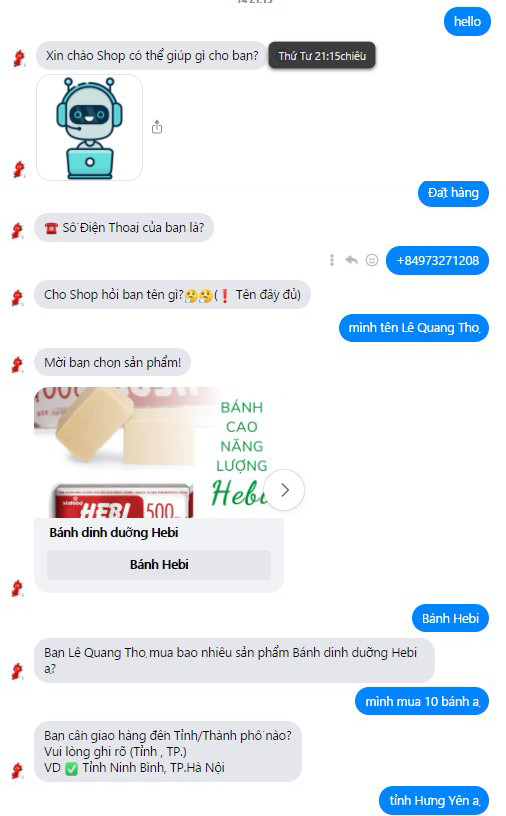 hello
Xin chào Shop có thể giúp gì cho bạn?
Thứ Tư 21:15chiều
Đặt hàng
☎️ Số Điện Thoại của bạn là?
+84973271208
Cho Shop hỏi bạn tên gì?🤔🤔(❗ Tên đầy đủ)
mình tên Lê Quang Thọ
Mời bạn chọn sản phẩm!
BÁNH
CAO
NĂNG
LƯỢNG
Hebi
HEBI 500
Bánh dinh dưỡng Hebi
Bánh Hebi
Bánh Hebi
Bạn Lê Quang Thọ mua bao nhiêu sản phẩm Bánh dinh dưỡng Hebi
ạ?
mình mua 10 bánh ạ
Bạn cần giao hàng đến Tỉnh/Thành phố nào?
Vui lòng ghi rõ (Tỉnh , TP.)
VD ✅ Tỉnh Ninh Bình, TP.Hà Nội
tỉnh Hưng Yên ạ